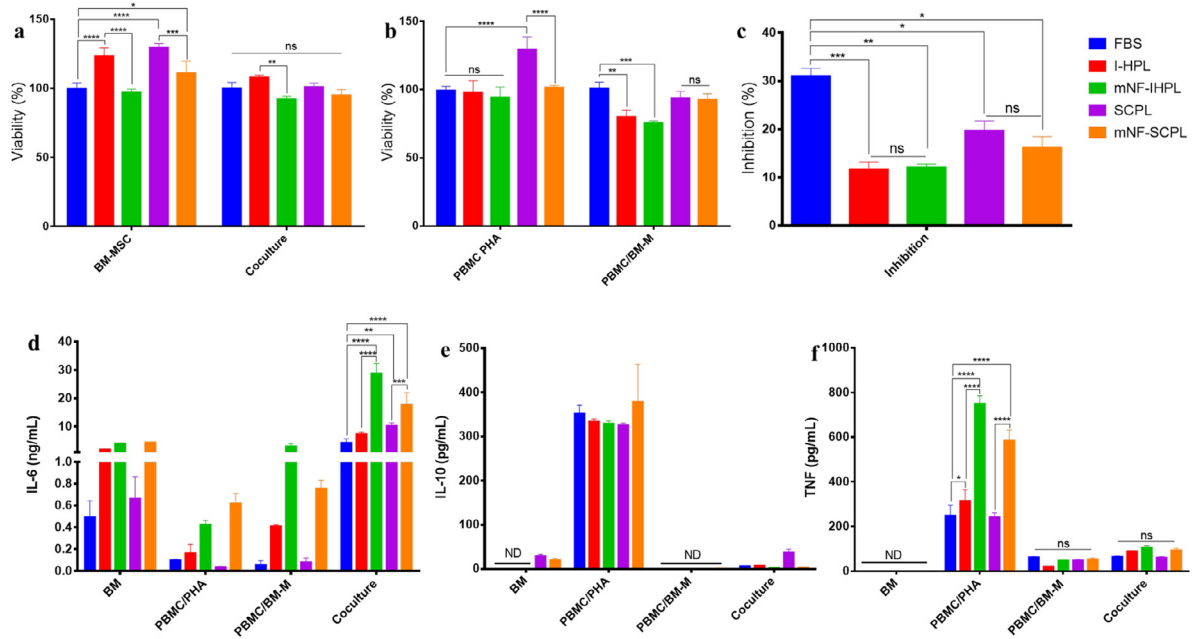 a
Viability (%)
150
100
50
0
*
****
****
****
***
ns
**
BM-MSC
Coculture
b
Viability (%)
150
100
50
0
****
****
ns
***
**
ns
PBMC PHA
PBMC/BM-M
c
Inhibition (%)
40
30
20
10
0
*
*
**
***
ns
ns
Inhibition
FBS
I-HPL
mNF-IHPL
SCPL
mNF-SCPL
d
IL-6 (ng/mL)
40
30
20
10
1.0
0.8
0.6
0.4
0.2
0.0
****
**
****
****
***
BM
PBMC/PHA
PBMC/BM-M
Coculture
e
IL-10 (pg/mL)
500
400
300
200
100
0
ND
ND
BM
PBMC/PHA
PBMC/BM-M
Coculture
f
TNF (pg/mL)
1000
800
600
400
200
0
****
****
****
****
*
ND
ns
ns
BM
PBMC/PHA
PBMC/BM-M
Coculture